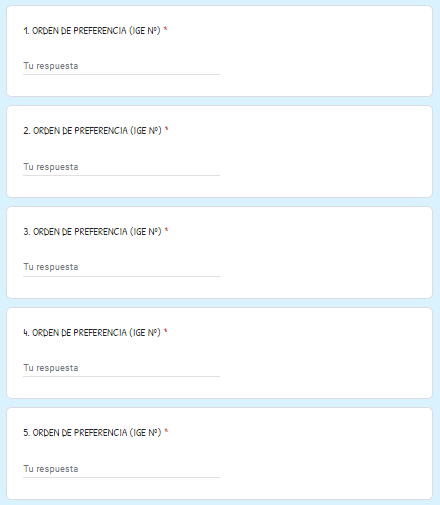 1. ORDEN DE PREFERENCIA (IGE Nº) *
Tu respuesta
2. ORDEN DE PREFERENCIA (IGE Nº) *
Tu respuesta
3. ORDEN DE PREFERENCIA (IGE Nº) *
Tu respuesta
4. ORDEN DE PREFERENCIA (IGE Nº) *
Tu respuesta
5. ORDEN DE PREFERENCIA (IGE Nº) *
Tu respuesta